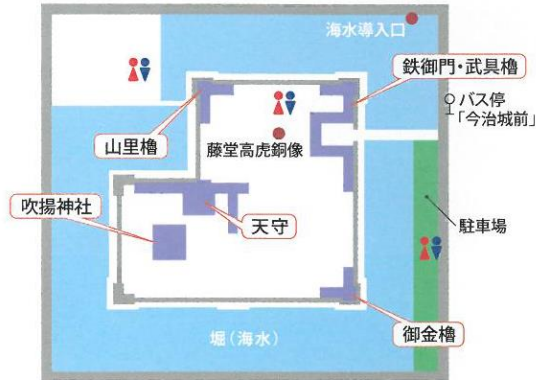 海水導入口
鉄御門・武具櫓
バス停
「今治城前」
山里櫓
藤堂高虎銅像
吹揚神社
天守
駐車場
御金櫓
堀（海水）